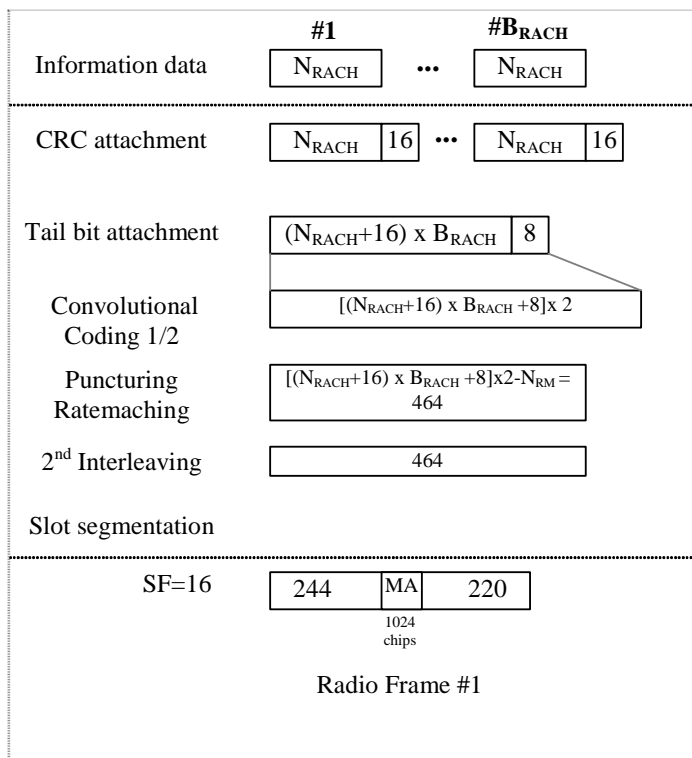 #1 #B_RACH
Information data N_RACH ... N_RACH
CRC attachment N_RACH 16 ... N_RACH 16
Tail bit attachment (N_RACH+16) x B_RACH 8
Convolutional
Coding 1/2
[(N_RACH+16) x B_RACH +8]x 2
Puncturing
Ratemaching
[(N_RACH+16) x B_RACH +8]x2-N_RM =
464
2nd Interleaving 464
Slot segmentation
SF=16 244 MA 220
1024
chips
Radio Frame #1